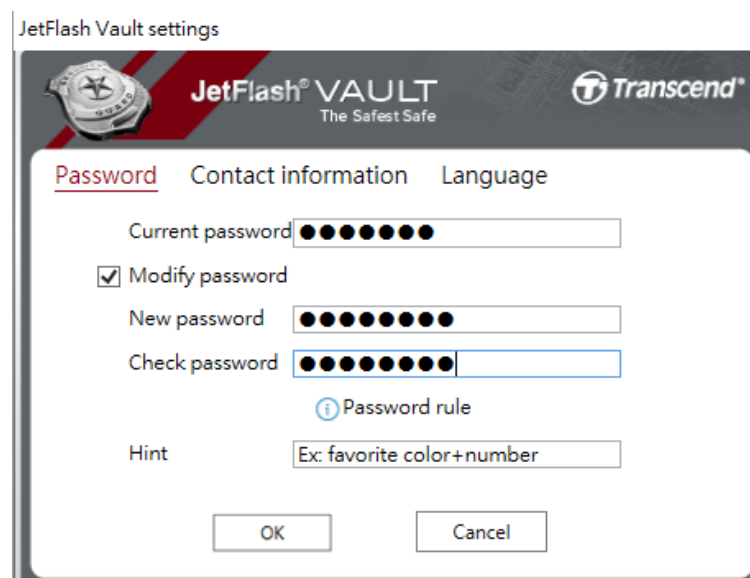 JetFlash Vault settings
JetFlash® VAULT
The Safest Safe
Transcend®
Password Contact information Language
Current password ●●●●●●●
Modify password
New password ●●●●●●●●
Check password ●●●●●●●●
Password rule
Hint Ex: favorite color+number
OK Cancel